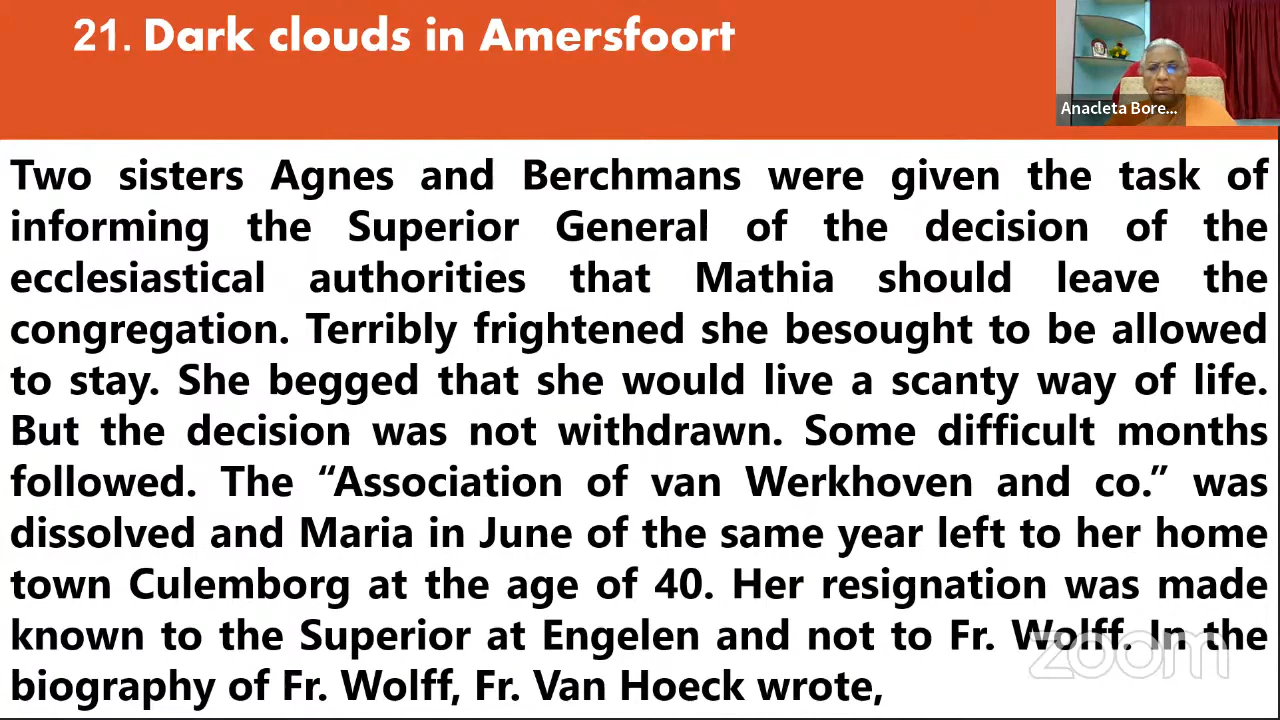 21. Dark clouds in Amersfoort
Anacleta Bore...
Two sisters Agnes and Berchmans were given the task of
informing the Superior General of the decision of the
ecclesiastical authorities that Mathia should leave the
congregation. Terribly frightened she besought to be allowed
to stay. She begged that she would live a scanty way of life.
But the decision was not withdrawn. Some difficult months
followed. The “Association of van Werkhoven and co.” was
dissolved and Maria in June of the same year left to her home
town Culemborg at the age of 40. Her resignation was made
known to the Superior at Engelen and not to Fr. Wolff. In the
biography of Fr. Wolff, Fr. Van Hoeck wrote,
zoom